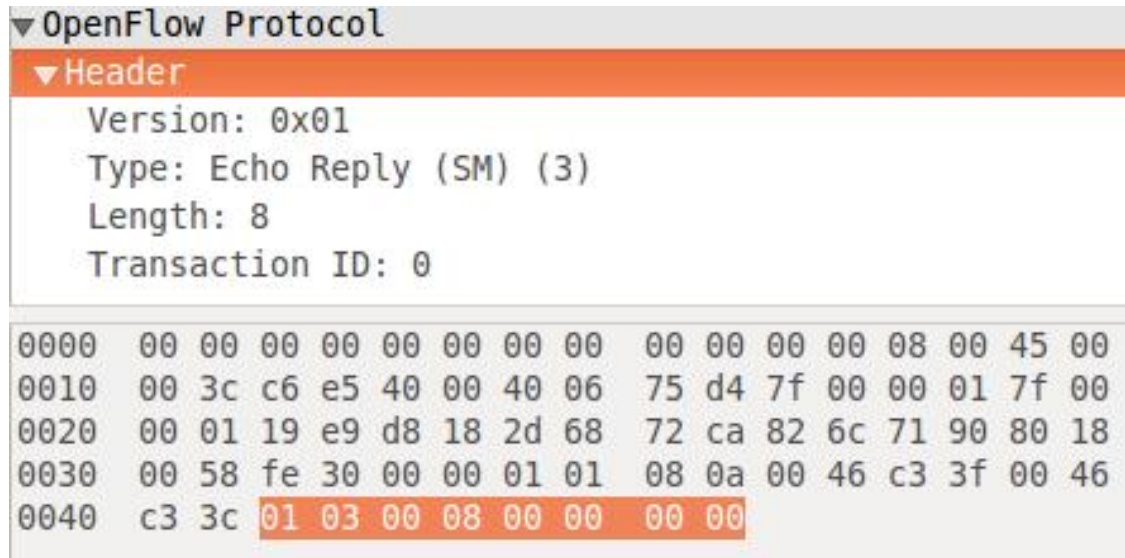 OpenFlow Protocol
Header
Version: 0x01
Type: Echo Reply (SM) (3)
Length: 8
Transaction ID: 0
0000 00 00 00 00 00 00 00 00 00 00 00 00 08 00 45 00
0010 00 3c c6 e5 40 00 40 06 75 d4 7f 00 00 01 7f 00
0020 00 01 19 e9 d8 18 2d 68 72 ca 82 6c 71 90 80 18
0030 00 58 fe 30 00 00 01 01 08 0a 00 46 c3 3f 00 46
0040 c3 3c 01 03 00 08 00 00 00 00